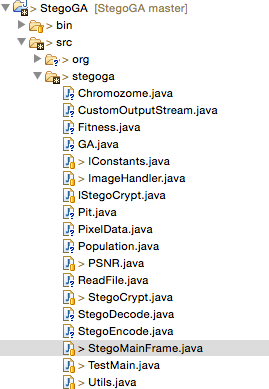 > StegoGA [StegoGA master]
> bin
> src
> org
> stegoga
Chromozome.java
CustomOutputStream.java
Fitness.java
GA.java
> IConstants.java
> ImageHandler.java
IStegoCrypt.java
Pit.java
PixelData.java
Population.java
> PSNR.java
ReadFile.java
> StegoCrypt.java
StegoDecode.java
StegoEncode.java
> StegoMainFrame.java
> TestMain.java
> Utils.java